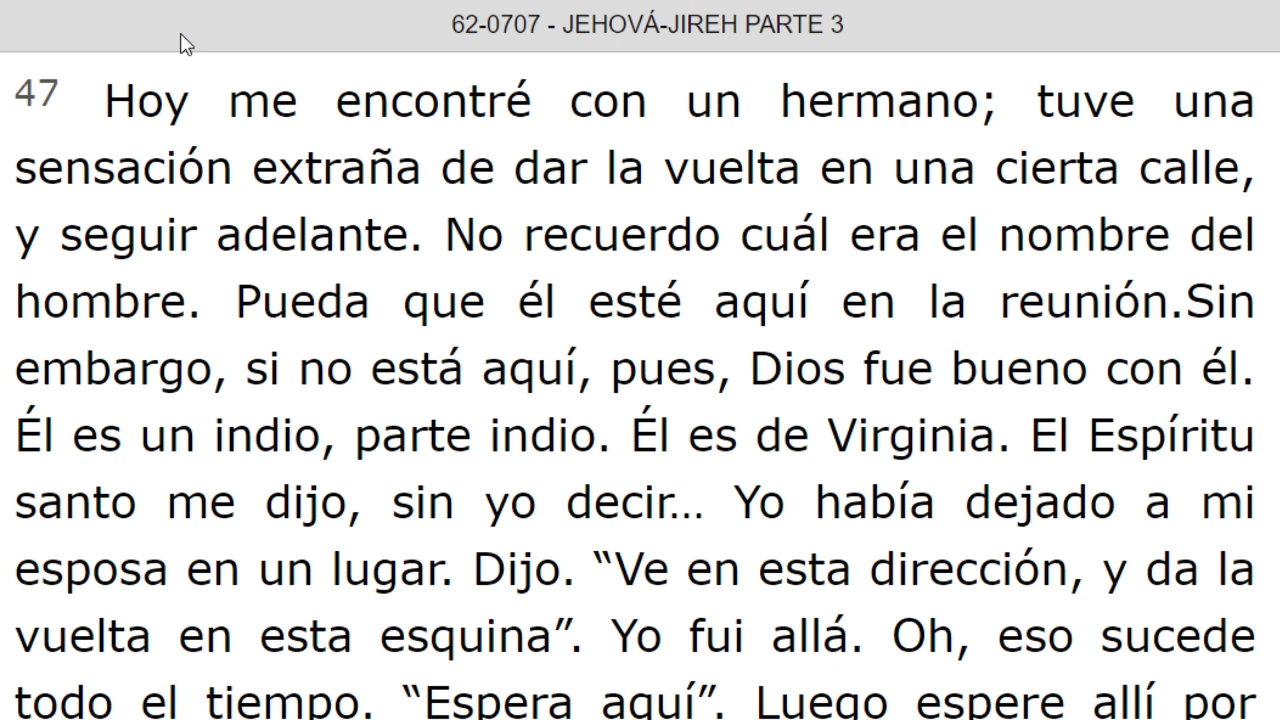 62-0707 - JEHOVÁ-JIREH PARTE 3
47 Hoy me encontré con un hermano; tuve una
sensación extraña de dar la vuelta en una cierta calle,
y seguir adelante. No recuerdo cuál era el nombre del
hombre. Pueda que él esté aquí en la reunión.Sin
embargo, si no está aquí, pues, Dios fue bueno con él.
Él es un indio, parte indio. Él es de Virginia. El Espíritu
santo me dijo, sin yo decir… Yo había dejado a mi
esposa en un lugar. Dijo. “Ve en esta dirección, y da la
vuelta en esta esquina”. Yo fui allá. Oh, eso sucede
todo el tiempo. “Espera aquí”. Luego espere allí por